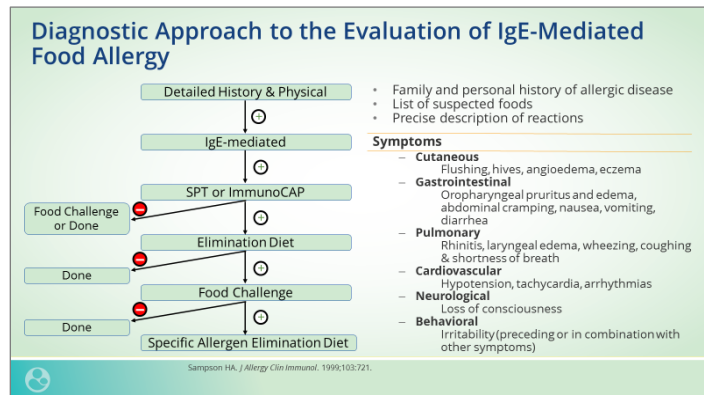 Diagnostic Approach to the Evaluation of IgE-Mediated
Food Allergy
Detailed History & Physical
+
IgE-mediated
+
SPT or ImmunoCAP
−
+
Food Challenge
or Done
Elimination Diet
−
+
Done
Food Challenge
−
+
Done
Specific Allergen Elimination Diet
• Family and personal history of allergic disease
• List of suspected foods
• Precise description of reactions
Symptoms
– Cutaneous
Flushing, hives, angioedema, eczema
– Gastrointestinal
Oropharyngeal pruritus and edema,
abdominal cramping, nausea, vomiting,
diarrhea
– Pulmonary
Rhinitis, laryngeal edema, wheezing, coughing
& shortness of breath
– Cardiovascular
Hypotension, tachycardia, arrhythmias
– Neurological
Loss of consciousness
– Behavioral
Irritability(preceding or in combination with
other symptoms)
Sampson HA. J Allergy Clin Immunol. 1999;103:721.